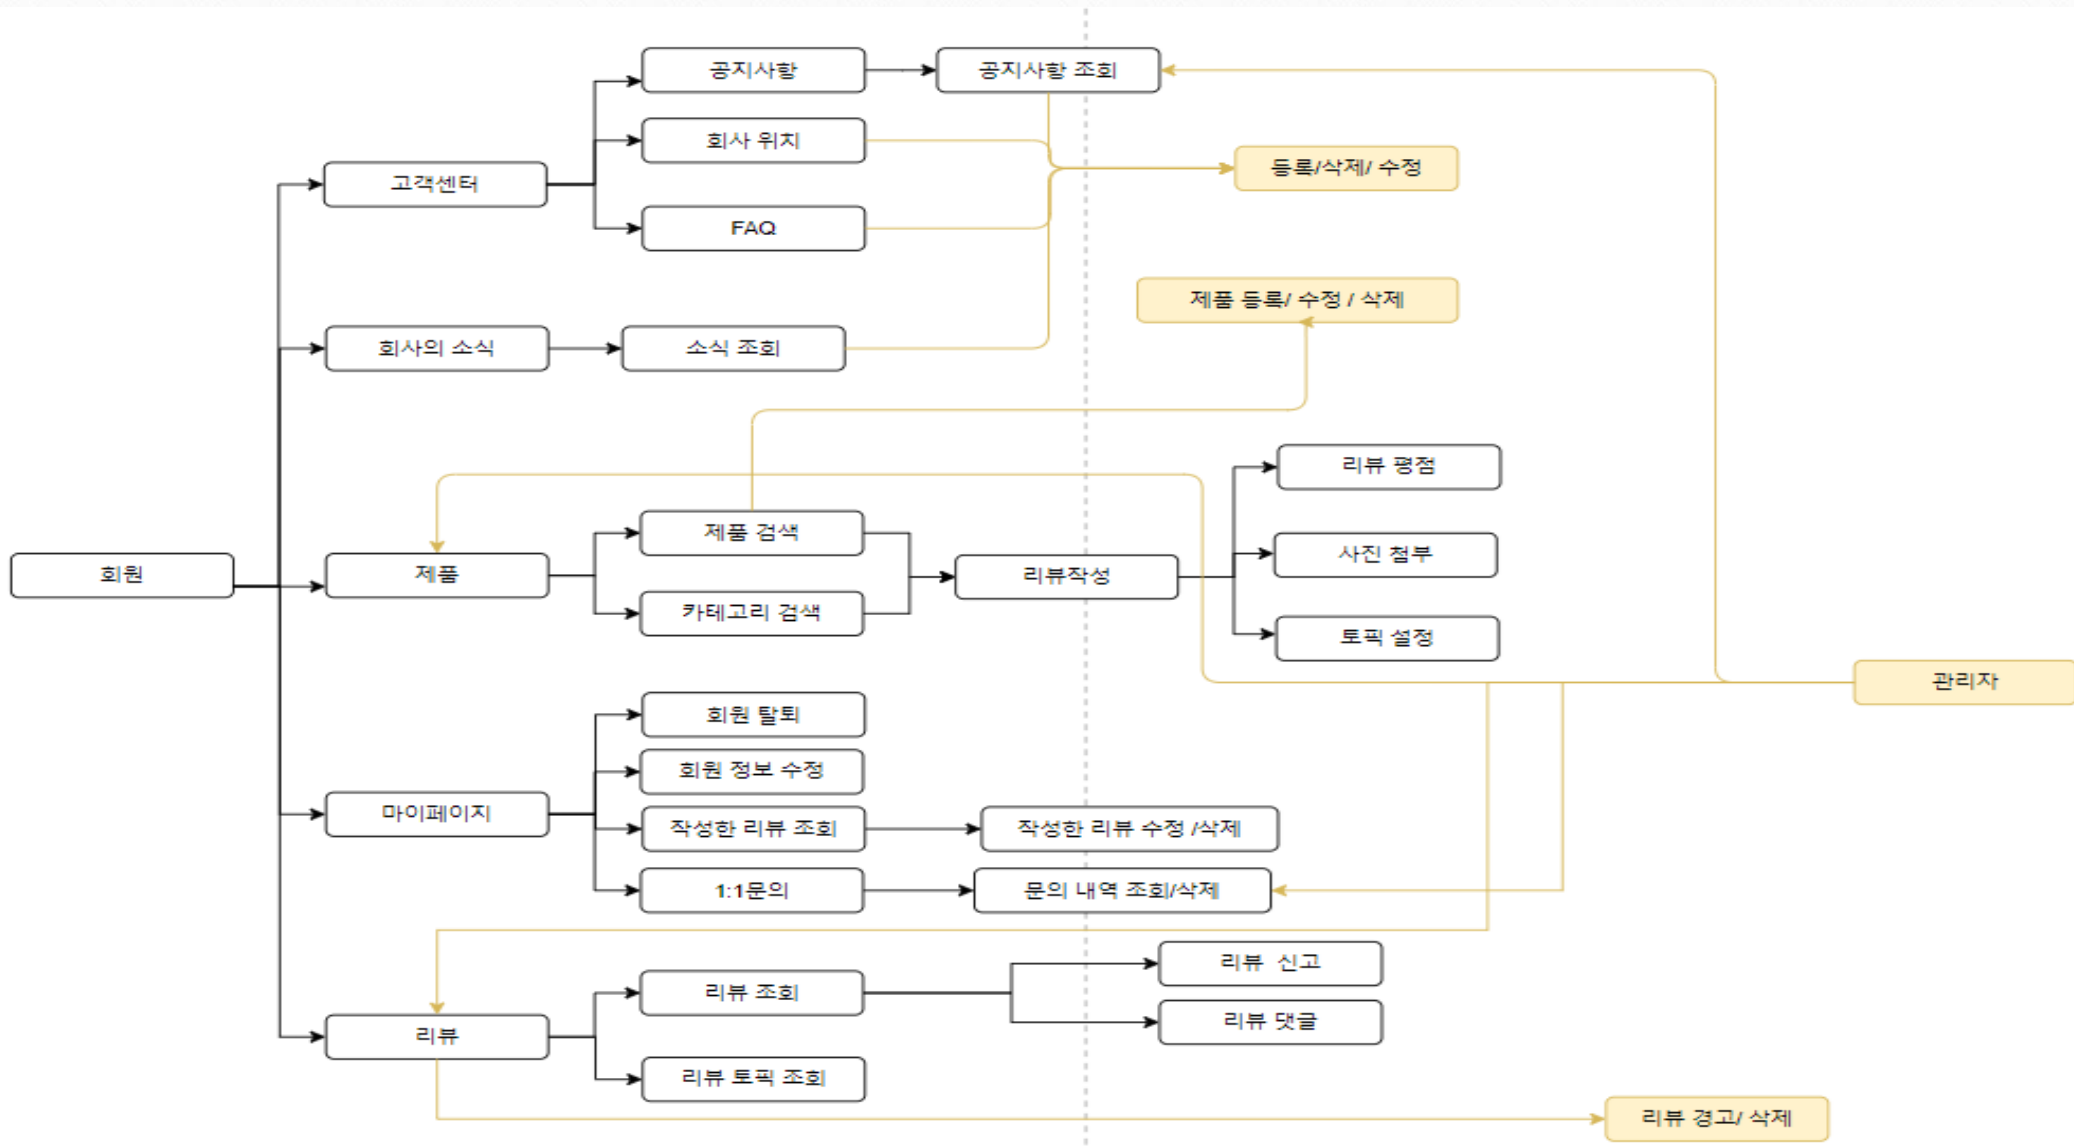 공지사항
공지사항 조회
회사 위치
등록/삭제/ 수정
고객센터
FAQ
제품 등록/ 수정 / 삭제
회사의 소식
소식 조회
리뷰 평점
제품 검색
사진 첨부
회원
제품
리뷰작성
카테고리 검색
토픽 설정
관리자
회원 탈퇴
회원 정보 수정
마이페이지
작성한 리뷰 조회
작성한 리뷰 수정 /삭제
1:1문의
문의 내역 조회/삭제
리뷰  신고
리뷰 조회
리뷰 댓글
리뷰
리뷰 토픽 조회
리뷰 경고/ 삭제